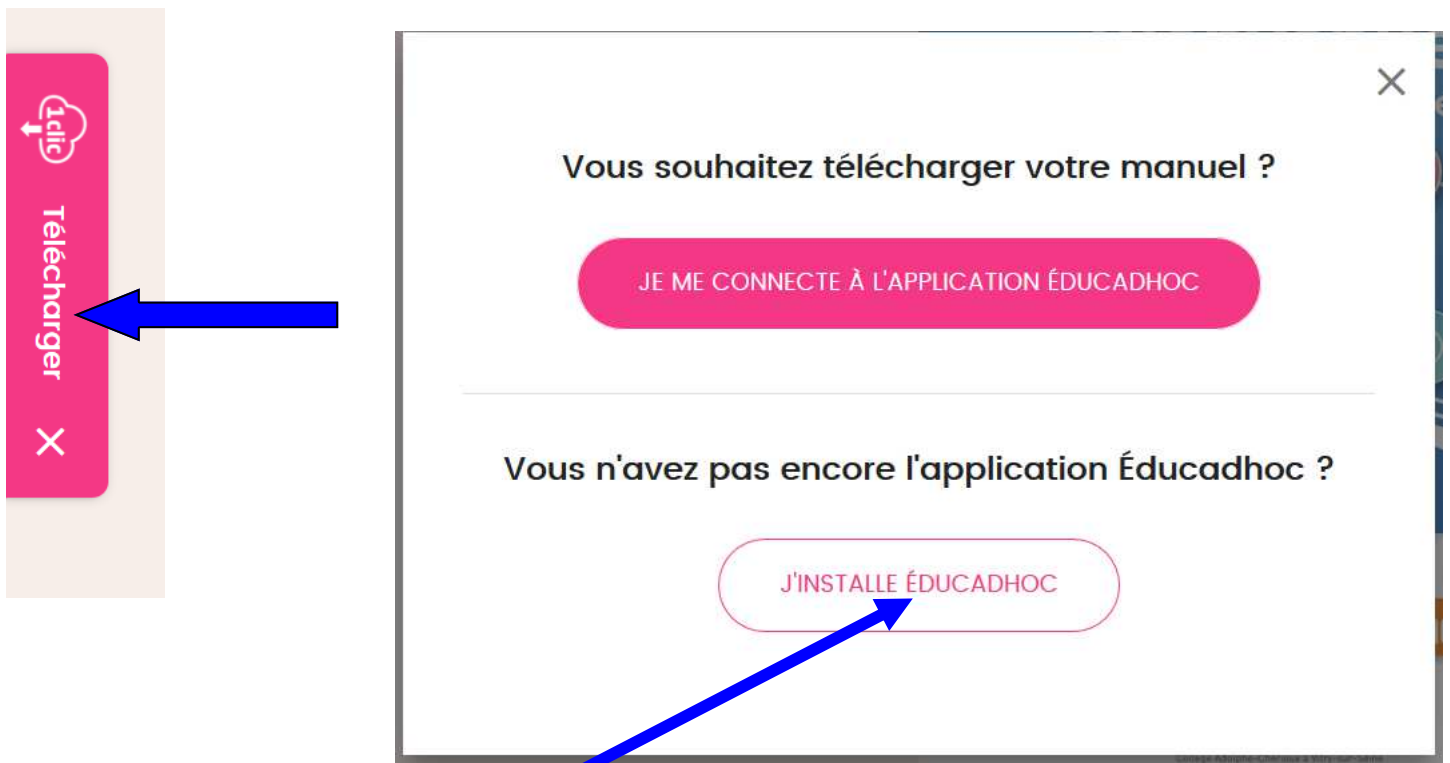 1clic
Télécharger
Vous souhaitez télécharger votre manuel ?
JE ME CONNECTE À L'APPLICATION ÉDUCADHOC
Vous n'avez pas encore l'application Éducadhoc ?
J'INSTALLE ÉDUCADHOC